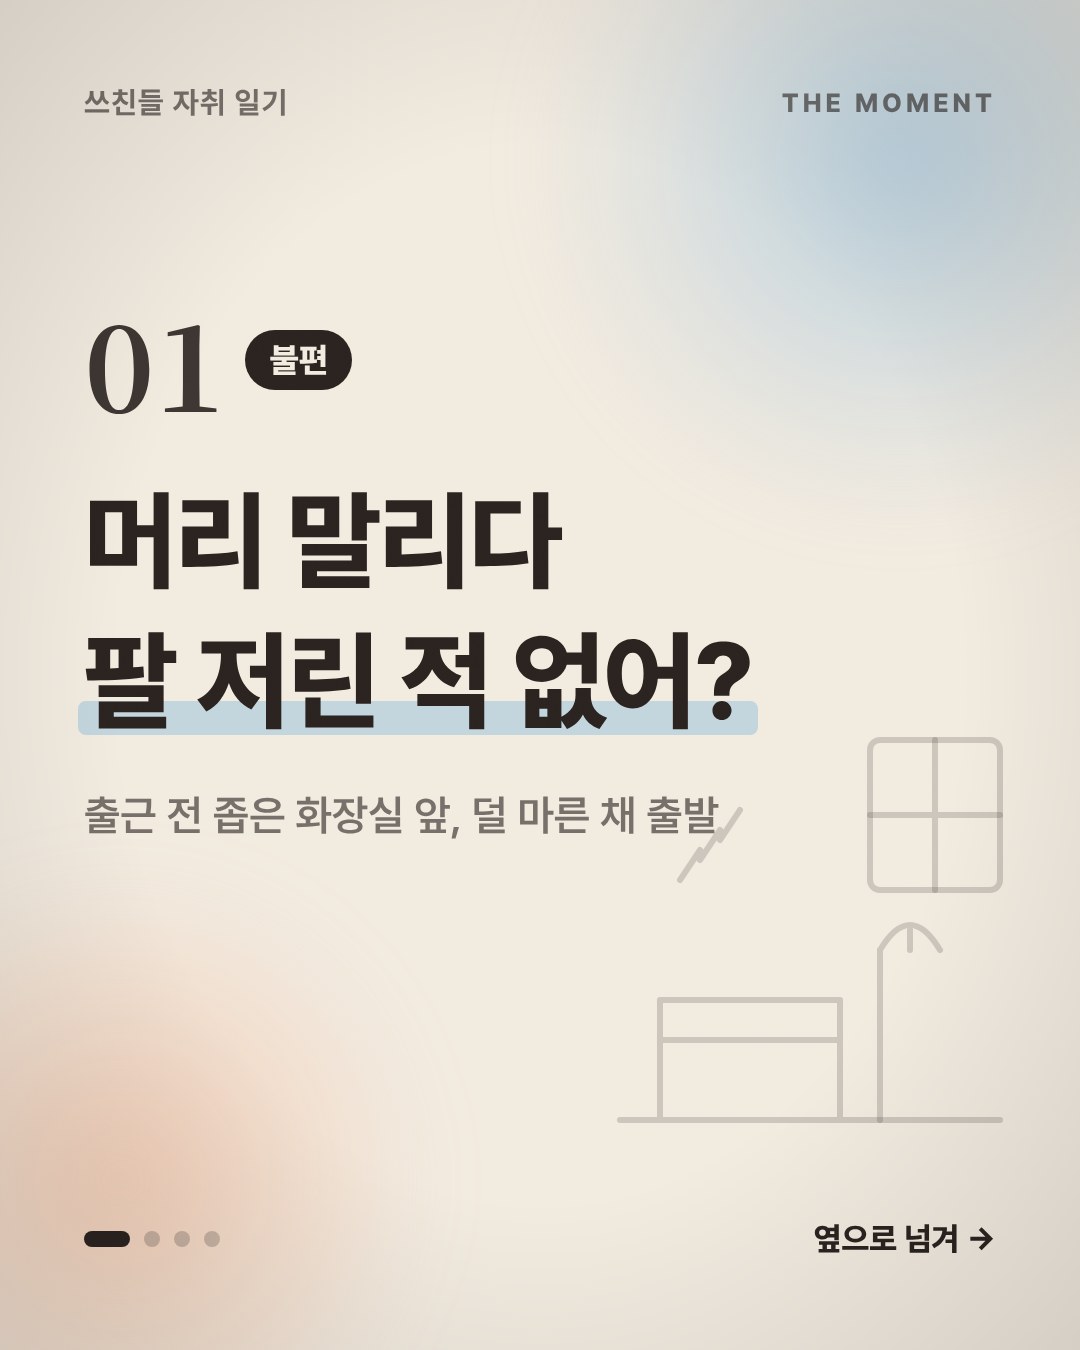 쓰친들 자취 일기
THE MOMENT
01 불편
머리 말리다
팔 저린 적 없어?
출근 전 좁은 화장실 앞, 덜 마른 채 출발
옆으로 넘겨 →